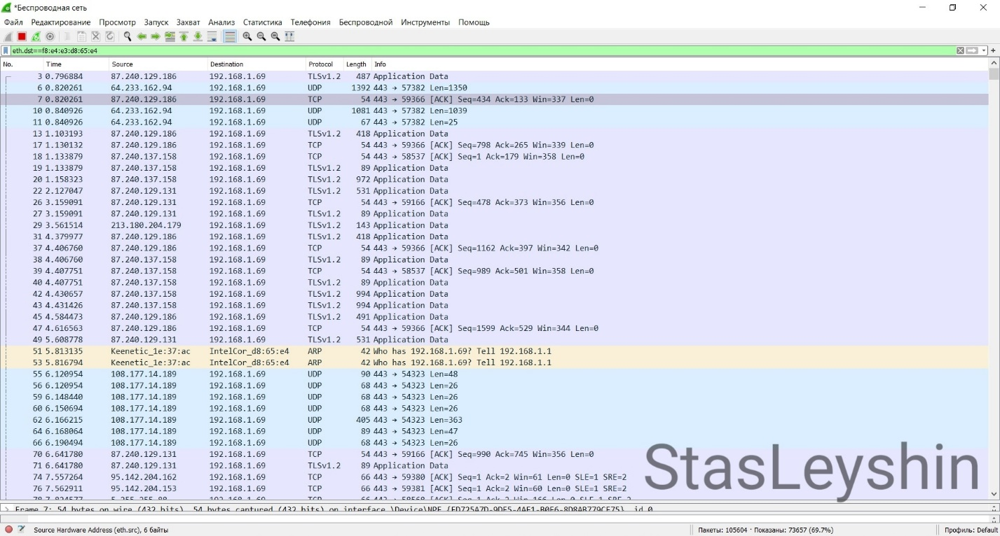 *Беспроводная сеть
Файл Редактирование Просмотр Запуск Захват Анализ Статистика Телефония Беспроводной Инструменты Помощь
eth.dst==f8:e4:e3:d8:65:e4
No. Time Source Destination Protocol Length Info
3 0.796884 87.240.129.186 192.168.1.69 TLSv1.2 487 Application Data
6 0.820261 64.233.162.94 192.168.1.69 UDP 1392 443 → 57382 Len=1350
7 0.820261 87.240.129.186 192.168.1.69 TCP 54 443 → 59366 [ACK] Seq=434 Ack=133 Win=337 Len=0
10 0.840926 64.233.162.94 192.168.1.69 UDP 1081 443 → 57382 Len=1039
11 0.840926 64.233.162.94 192.168.1.69 UDP 67 443 → 57382 Len=25
13 1.103193 87.240.129.186 192.168.1.69 TLSv1.2 418 Application Data
17 1.130132 87.240.129.186 192.168.1.69 TCP 54 443 → 59366 [ACK] Seq=798 Ack=265 Win=339 Len=0
18 1.133879 87.240.137.158 192.168.1.69 TCP 54 443 → 58537 [ACK] Seq=1 Ack=179 Win=358 Len=0
19 1.133879 87.240.137.158 192.168.1.69 TLSv1.2 89 Application Data
20 1.158323 87.240.137.158 192.168.1.69 TLSv1.2 972 Application Data
22 2.127047 87.240.129.131 192.168.1.69 TLSv1.2 531 Application Data
26 3.159091 87.240.129.131 192.168.1.69 TCP 54 443 → 59166 [ACK] Seq=478 Ack=373 Win=356 Len=0
27 3.159091 87.240.129.131 192.168.1.69 TLSv1.2 89 Application Data
29 3.561514 213.180.204.179 192.168.1.69 TLSv1.2 143 Application Data
31 4.379977 87.240.129.186 192.168.1.69 TLSv1.2 418 Application Data
37 4.406760 87.240.129.186 192.168.1.69 TCP 54 443 → 59366 [ACK] Seq=1162 Ack=397 Win=342 Len=0
38 4.406760 87.240.137.158 192.168.1.69 TLSv1.2 89 Application Data
39 4.407751 87.240.137.158 192.168.1.69 TCP 54 443 → 58537 [ACK] Seq=989 Ack=501 Win=358 Len=0
40 4.407751 87.240.137.158 192.168.1.69 TLSv1.2 89 Application Data
42 4.430657 87.240.137.158 192.168.1.69 TLSv1.2 994 Application Data
43 4.431426 87.240.137.158 192.168.1.69 TLSv1.2 994 Application Data
45 4.584473 87.240.129.186 192.168.1.69 TLSv1.2 491 Application Data
47 4.616563 87.240.129.186 192.168.1.69 TCP 54 443 → 59366 [ACK] Seq=1599 Ack=529 Win=344 Len=0
49 5.608778 87.240.129.131 192.168.1.69 TLSv1.2 531 Application Data
51 5.813135 Keenetic_1e:37:ac IntelCor_d8:65:e4 ARP 42 Who has 192.168.1.69? Tell 192.168.1.1
53 5.816794 Keenetic_1e:37:ac IntelCor_d8:65:e4 ARP 42 Who has 192.168.1.69? Tell 192.168.1.1
55 6.120954 108.177.14.189 192.168.1.69 UDP 90 443 → 54323 Len=48
56 6.120954 108.177.14.189 192.168.1.69 UDP 68 443 → 54323 Len=26
59 6.148440 108.177.14.189 192.168.1.69 UDP 68 443 → 54323 Len=26
60 6.150694 108.177.14.189 192.168.1.69 UDP 68 443 → 54323 Len=26
62 6.166215 108.177.14.189 192.168.1.69 UDP 405 443 → 54323 Len=363
64 6.168064 108.177.14.189 192.168.1.69 UDP 89 443 → 54323 Len=47
66 6.190494 108.177.14.189 192.168.1.69 UDP 68 443 → 54323 Len=26
70 6.641780 87.240.129.131 192.168.1.69 TCP 54 443 → 59166 [ACK] Seq=990 Ack=745 Win=356 Len=0
71 6.641780 87.240.129.131 192.168.1.69 TLSv1.2 89 Application Data
74 7.557264 95.142.204.162 192.168.1.69 TCP 66 443 → 59380 [ACK] Seq=1 Ack=2 Win=61 Len=0 SLE=1 SRE=2
76 7.562911 95.142.204.153 192.168.1.69 TCP 66 443 → 59381 [ACK] Seq=1 Ack=2 Win=60 Len=0 SLE=1 SRE=2
StasLeyshin
Frame 7: 54 bytes on wire (432 bits), 54 bytes captured (432 bits) on interface
Source Hardware Address (eth.src), 6 байты
Пакеты: 105604 · Показаны: 73657 (69.7%)
Профиль: Default